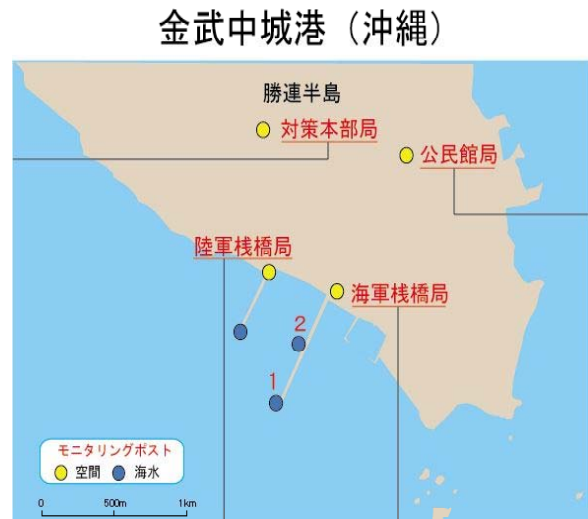 金武中城港（沖縄）
勝連半島
対策本部局
公民館局
陸軍桟橋局
海軍桟橋局
2
1
モニタリングポスト
空間 海水
0 500m 1km